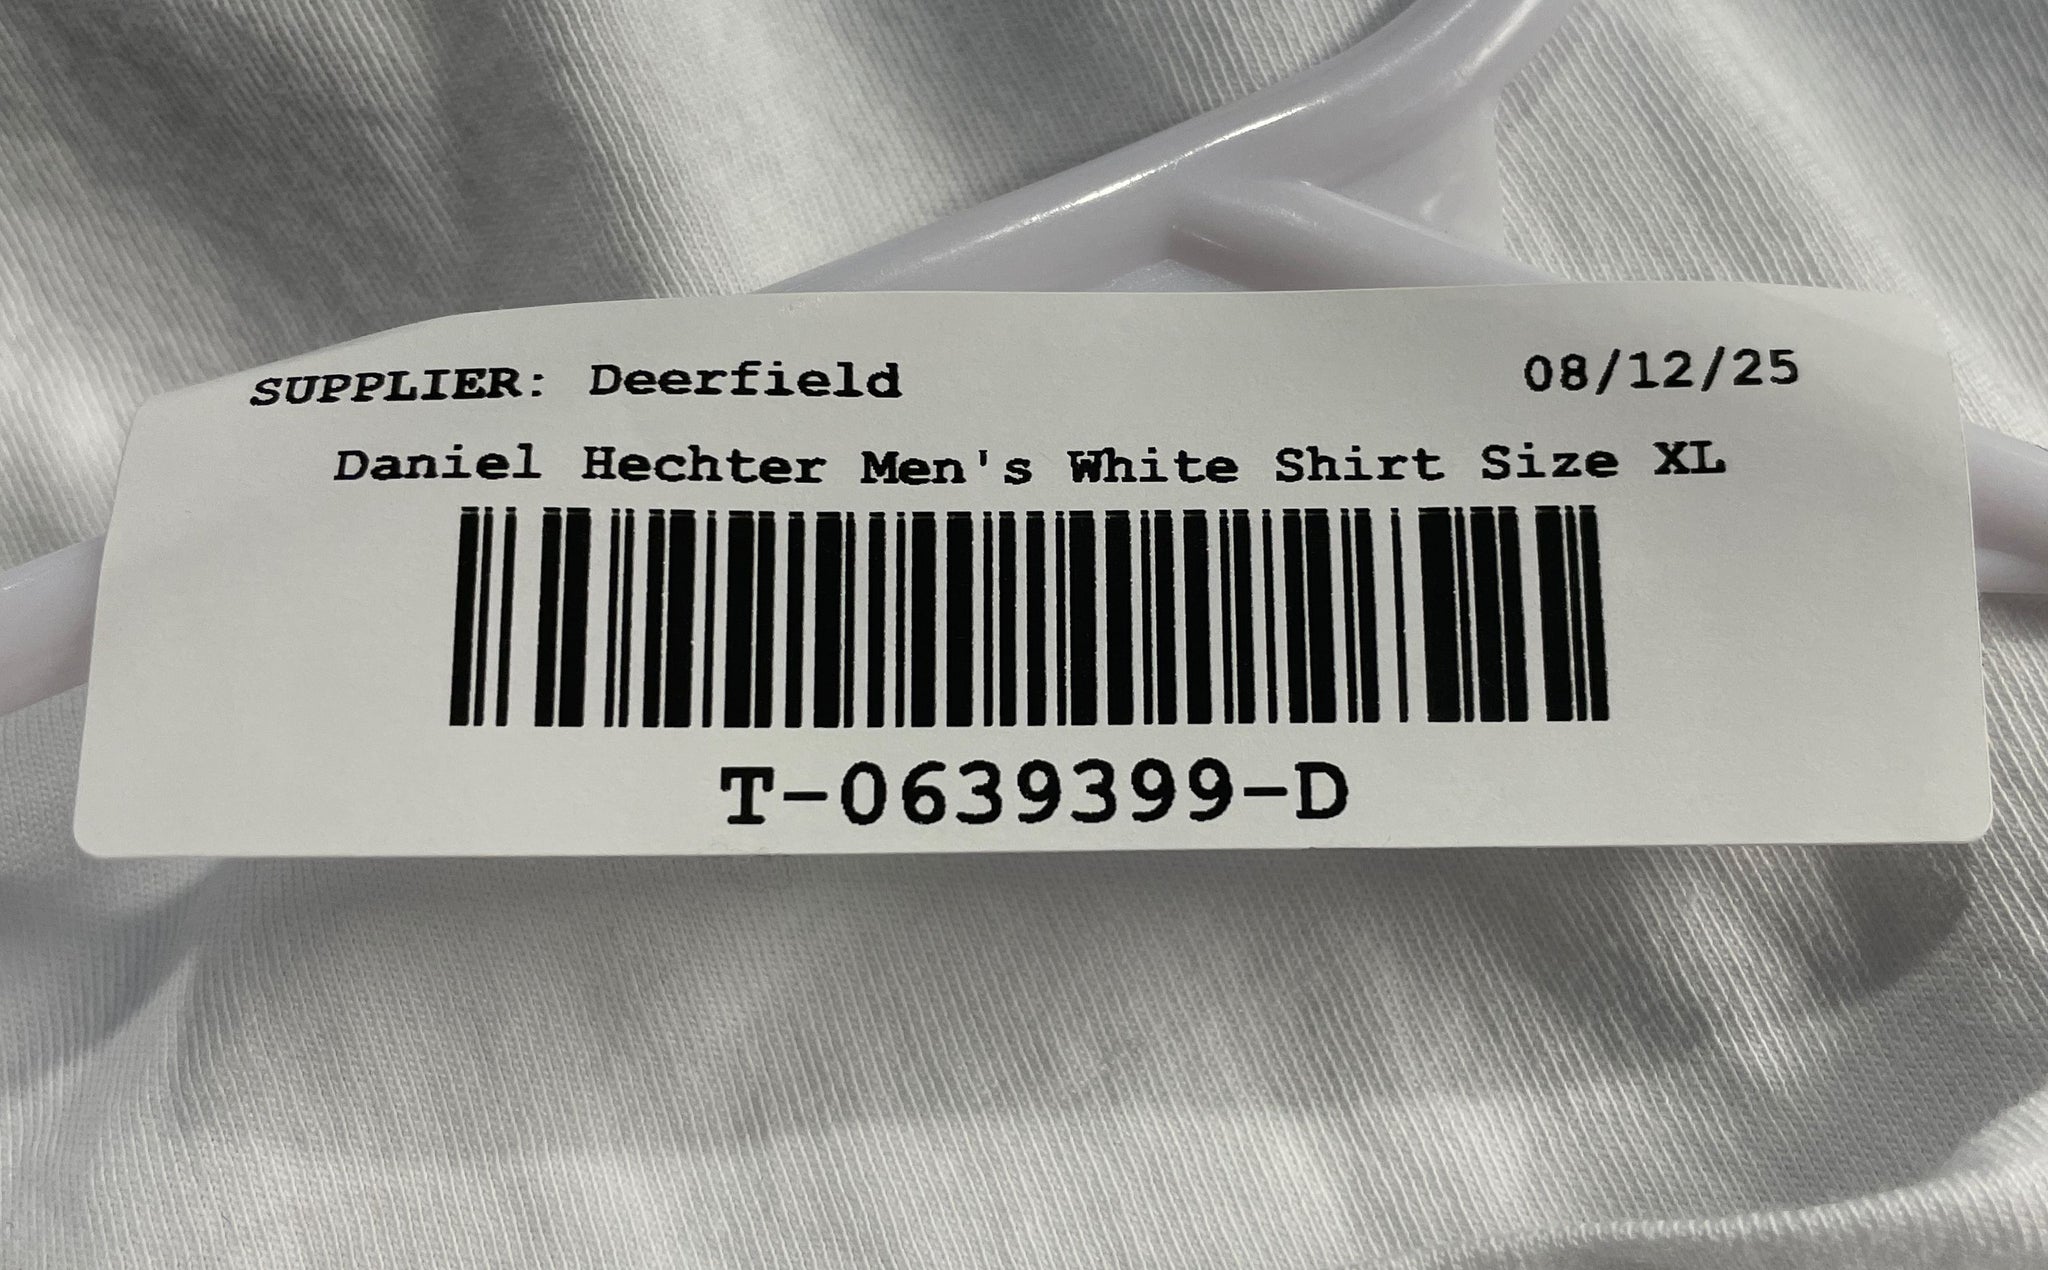 SUPPLIER: Deerfield 08/12/25
Daniel Hechter Men's White Shirt Size XL
T-0639399-D